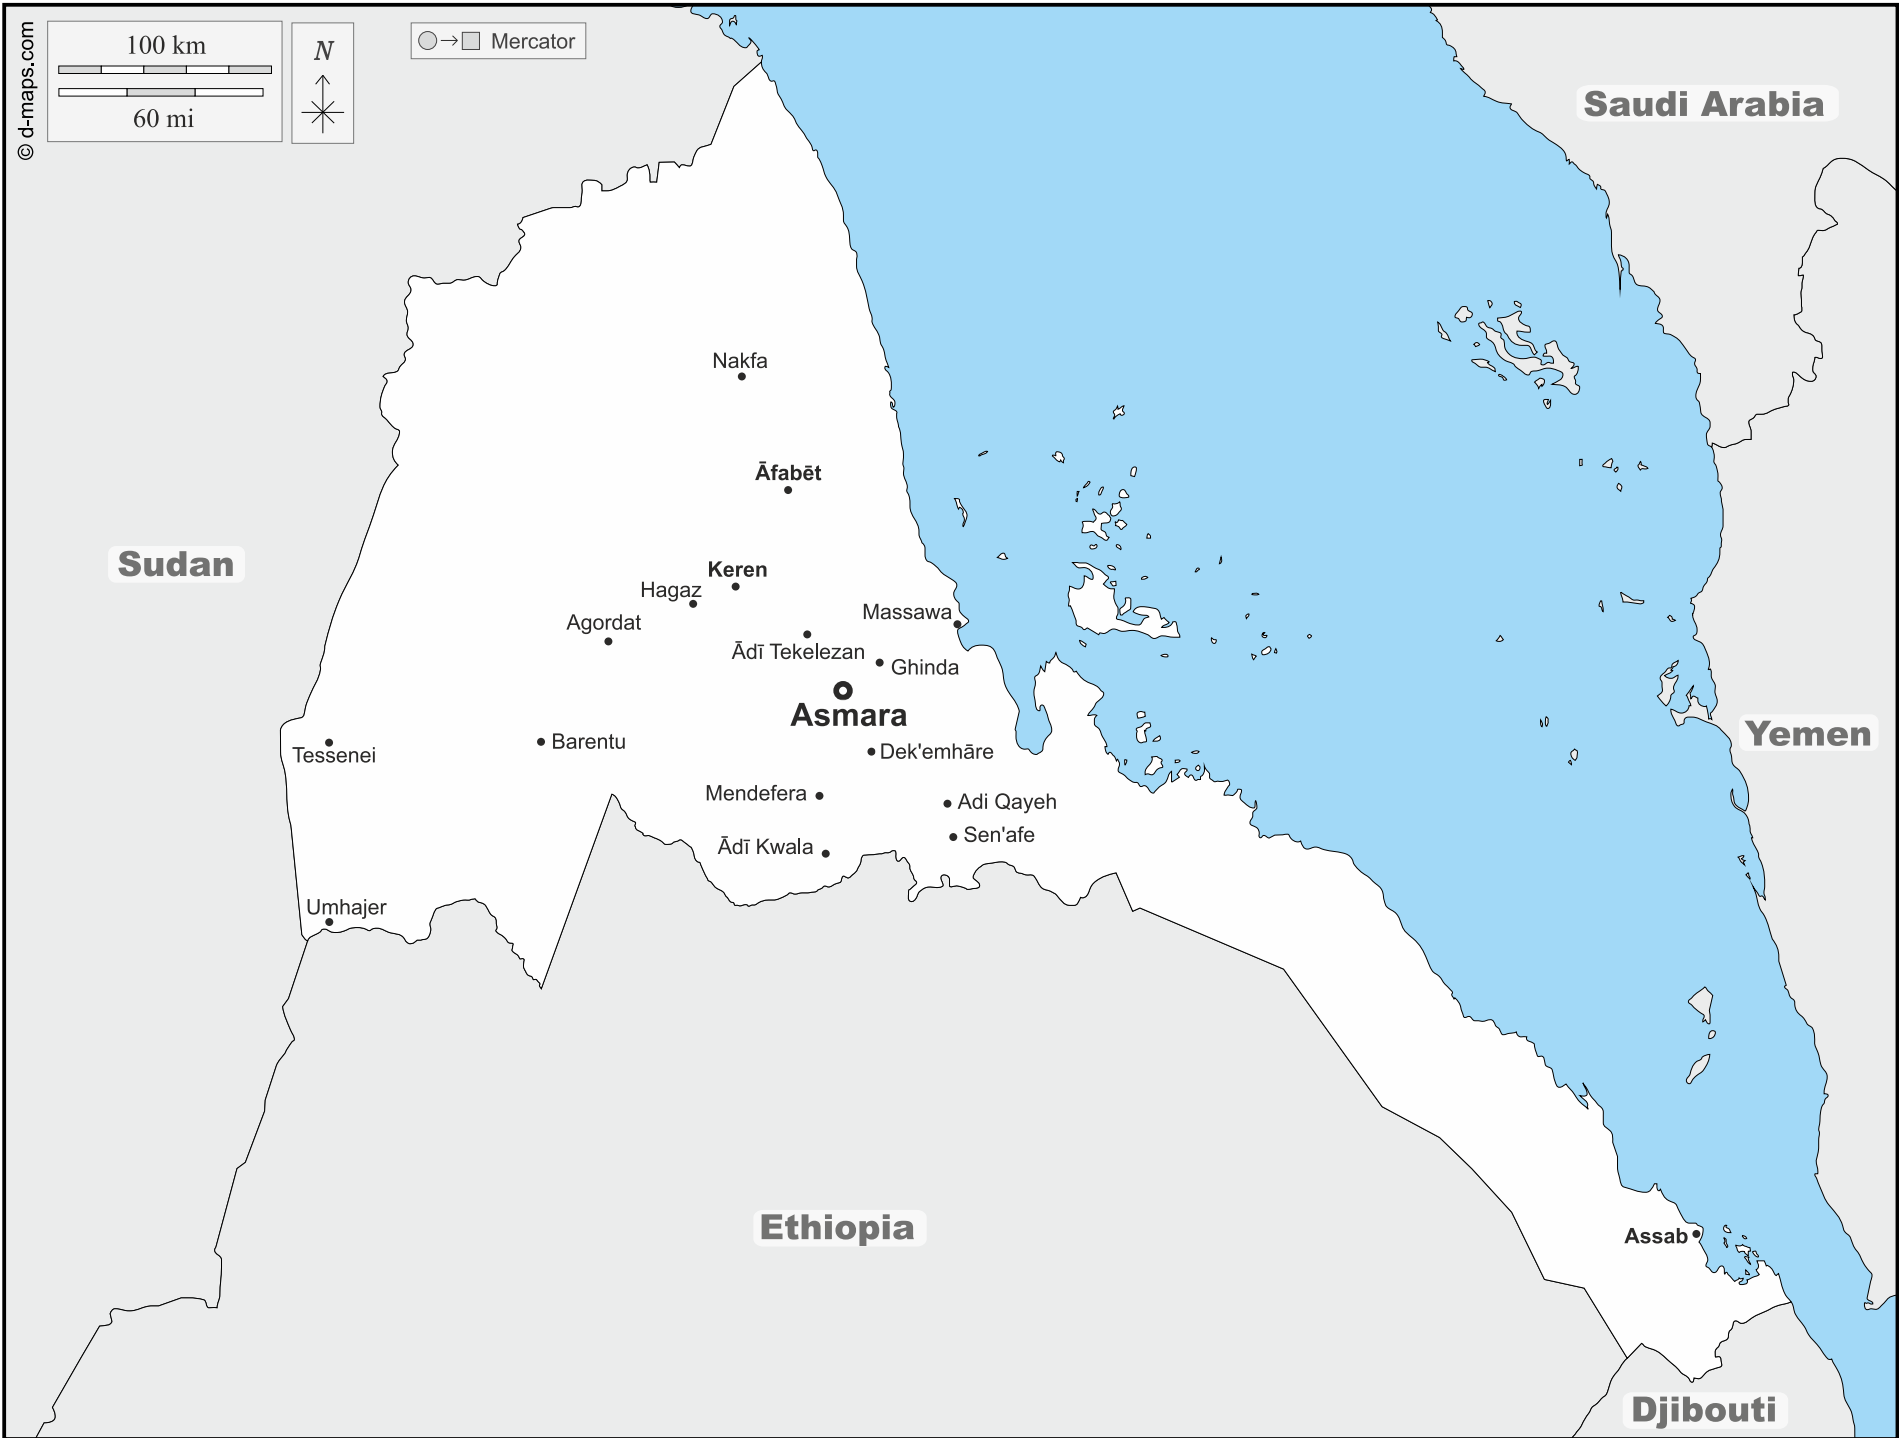 © d-maps.com
100 km
60 mi
N
Mercator
Saudi Arabia
Nakfa
Āfabēt
Sudan
Keren
Hagaz
Massawa
Agordat
Ādī Tekelezan
Ghinda
Asmara
Yemen
Barentu
Dek'emhāre
Tessenei
Mendefera
Adi Qayeh
Sen'afe
Ādī Kwala
Umhajer
Ethiopia
Assab
Djibouti